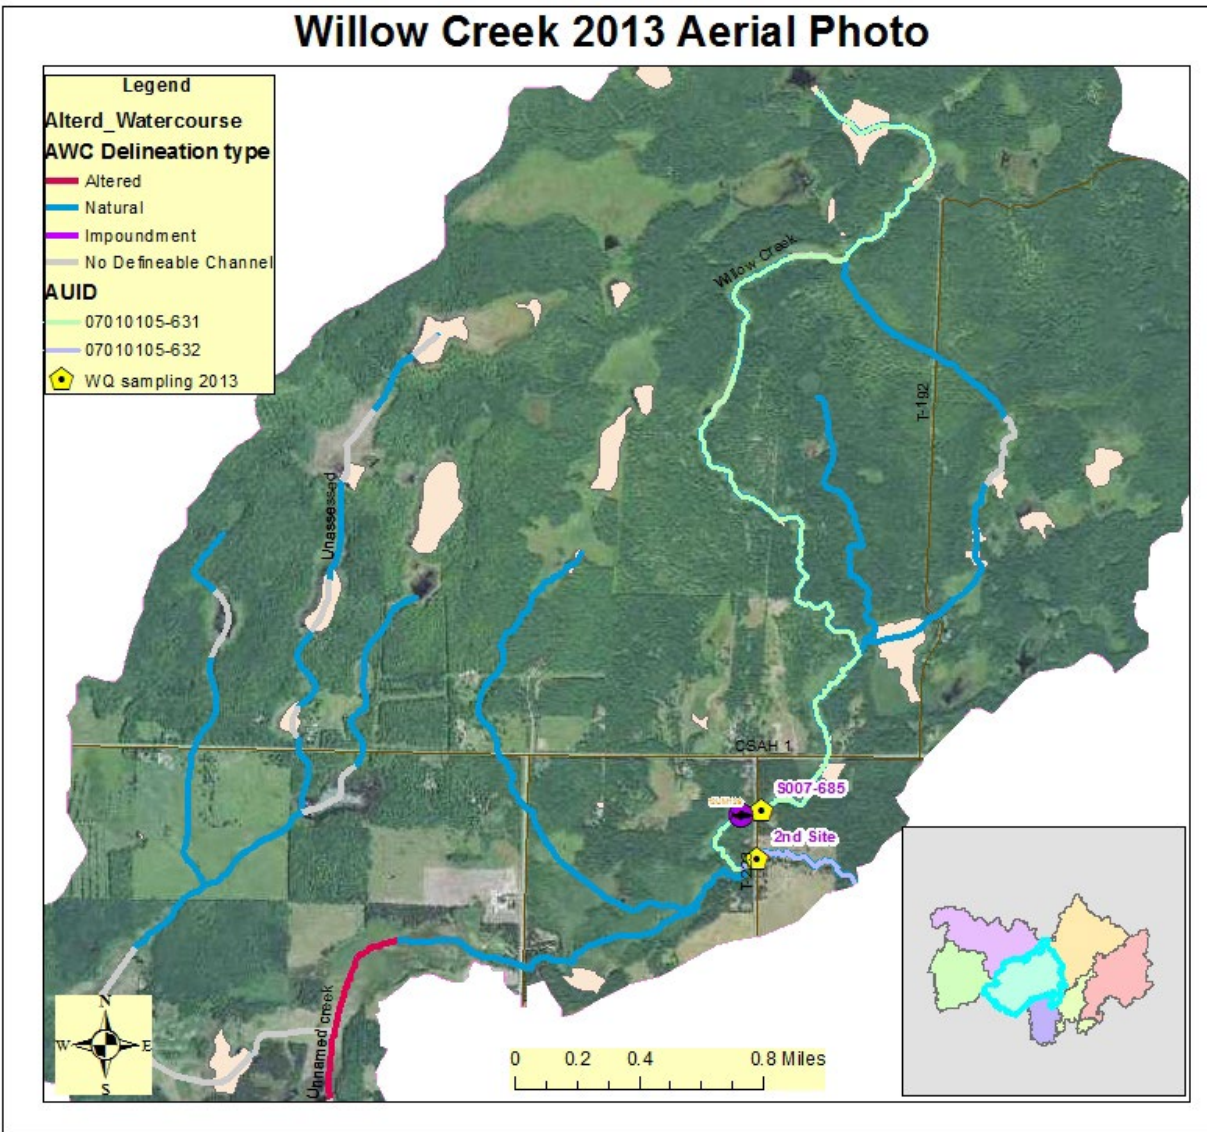 Willow Creek 2013 Aerial Photo
Legend
Alterd_Watercourse
AWC Delineation type
Altered
Natural
Impoundment
No Defineable Channel
AUID
07010105-631
07010105-632
WQ sampling 2013
Willow Creek
T-192
Unassessed
CSAH 1
S007-685
2nd Site
Unnamed creek
N
W E
S
0 0.2 0.4 0.8 Miles